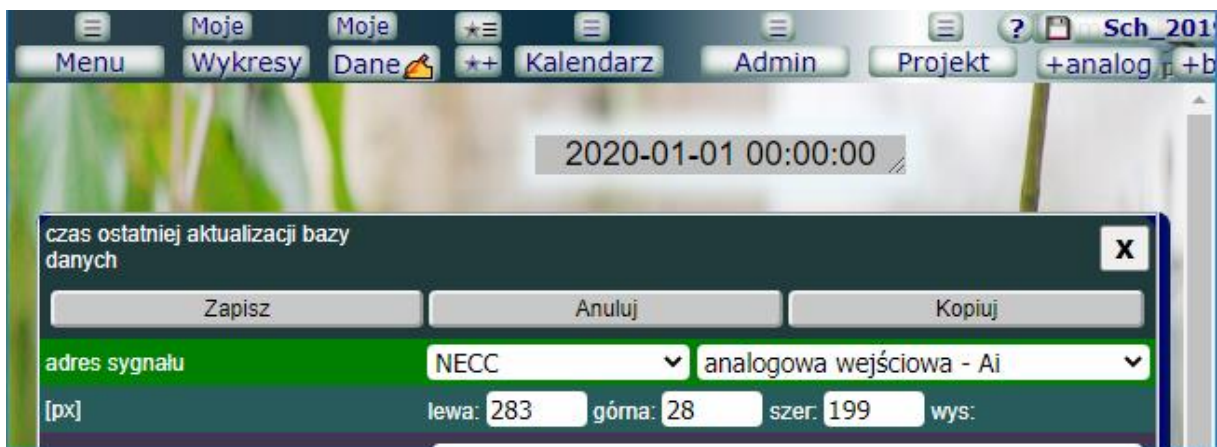 ☰ Moje Moje ★☰ ☰ ☰ ☰ ? Sch_201
Menu Wykresy Dane ★+ Kalendarz Admin Projekt +analog +b
2020-01-01 00:00:00
czas ostatniej aktualizacji bazy
danych
X
Zapisz Anuluj Kopiuj
adres sygnału NECC analogowa wejściowa - Ai
[px] lewa: 283 górna: 28 szer: 199 wys: